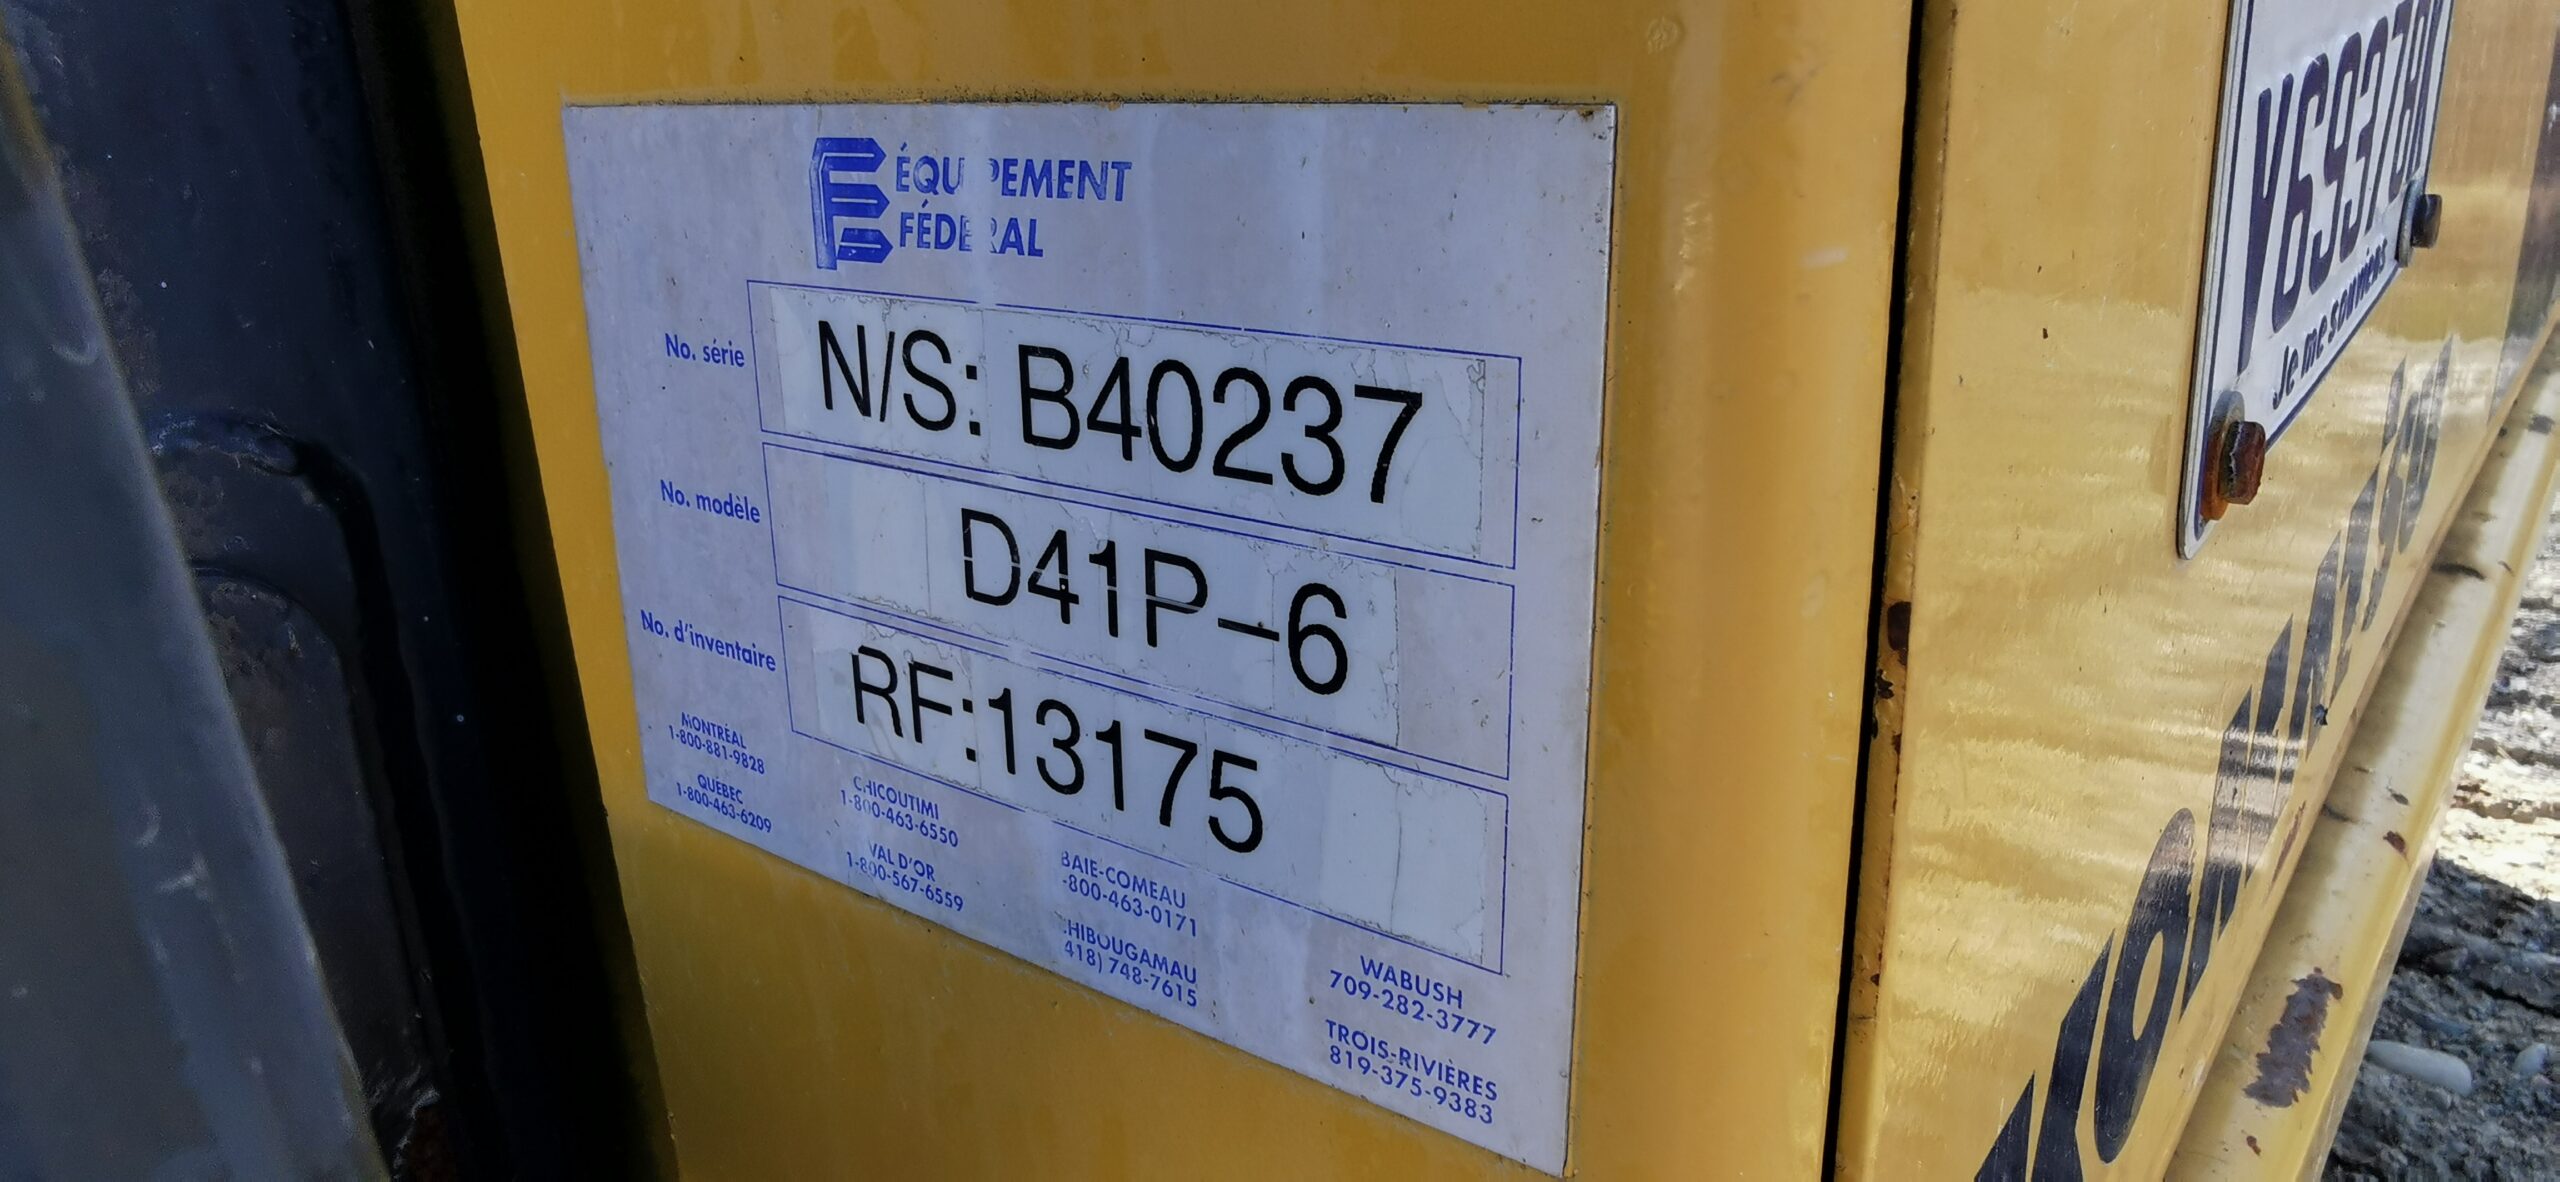 ÉQUIPEMENT
FÉDÉRAL
No. série
N/S: B40237
No. modèle
D41P-6
No. d'inventaire
RF:13175
MONTRÉAL
1-800-881-9828
QUÉBEC
1-800-463-6209
CHICOUTIMI
1-800-463-6550
VAL D'OR
1-800-567-6559
BAIE-COMEAU
-800-463-0171
CHIBOUGAMAU
418) 748-7615
WABUSH
709-282-3777
TROIS-RIVIÈRES
819-375-9383
Je me souviens
KOMATSU